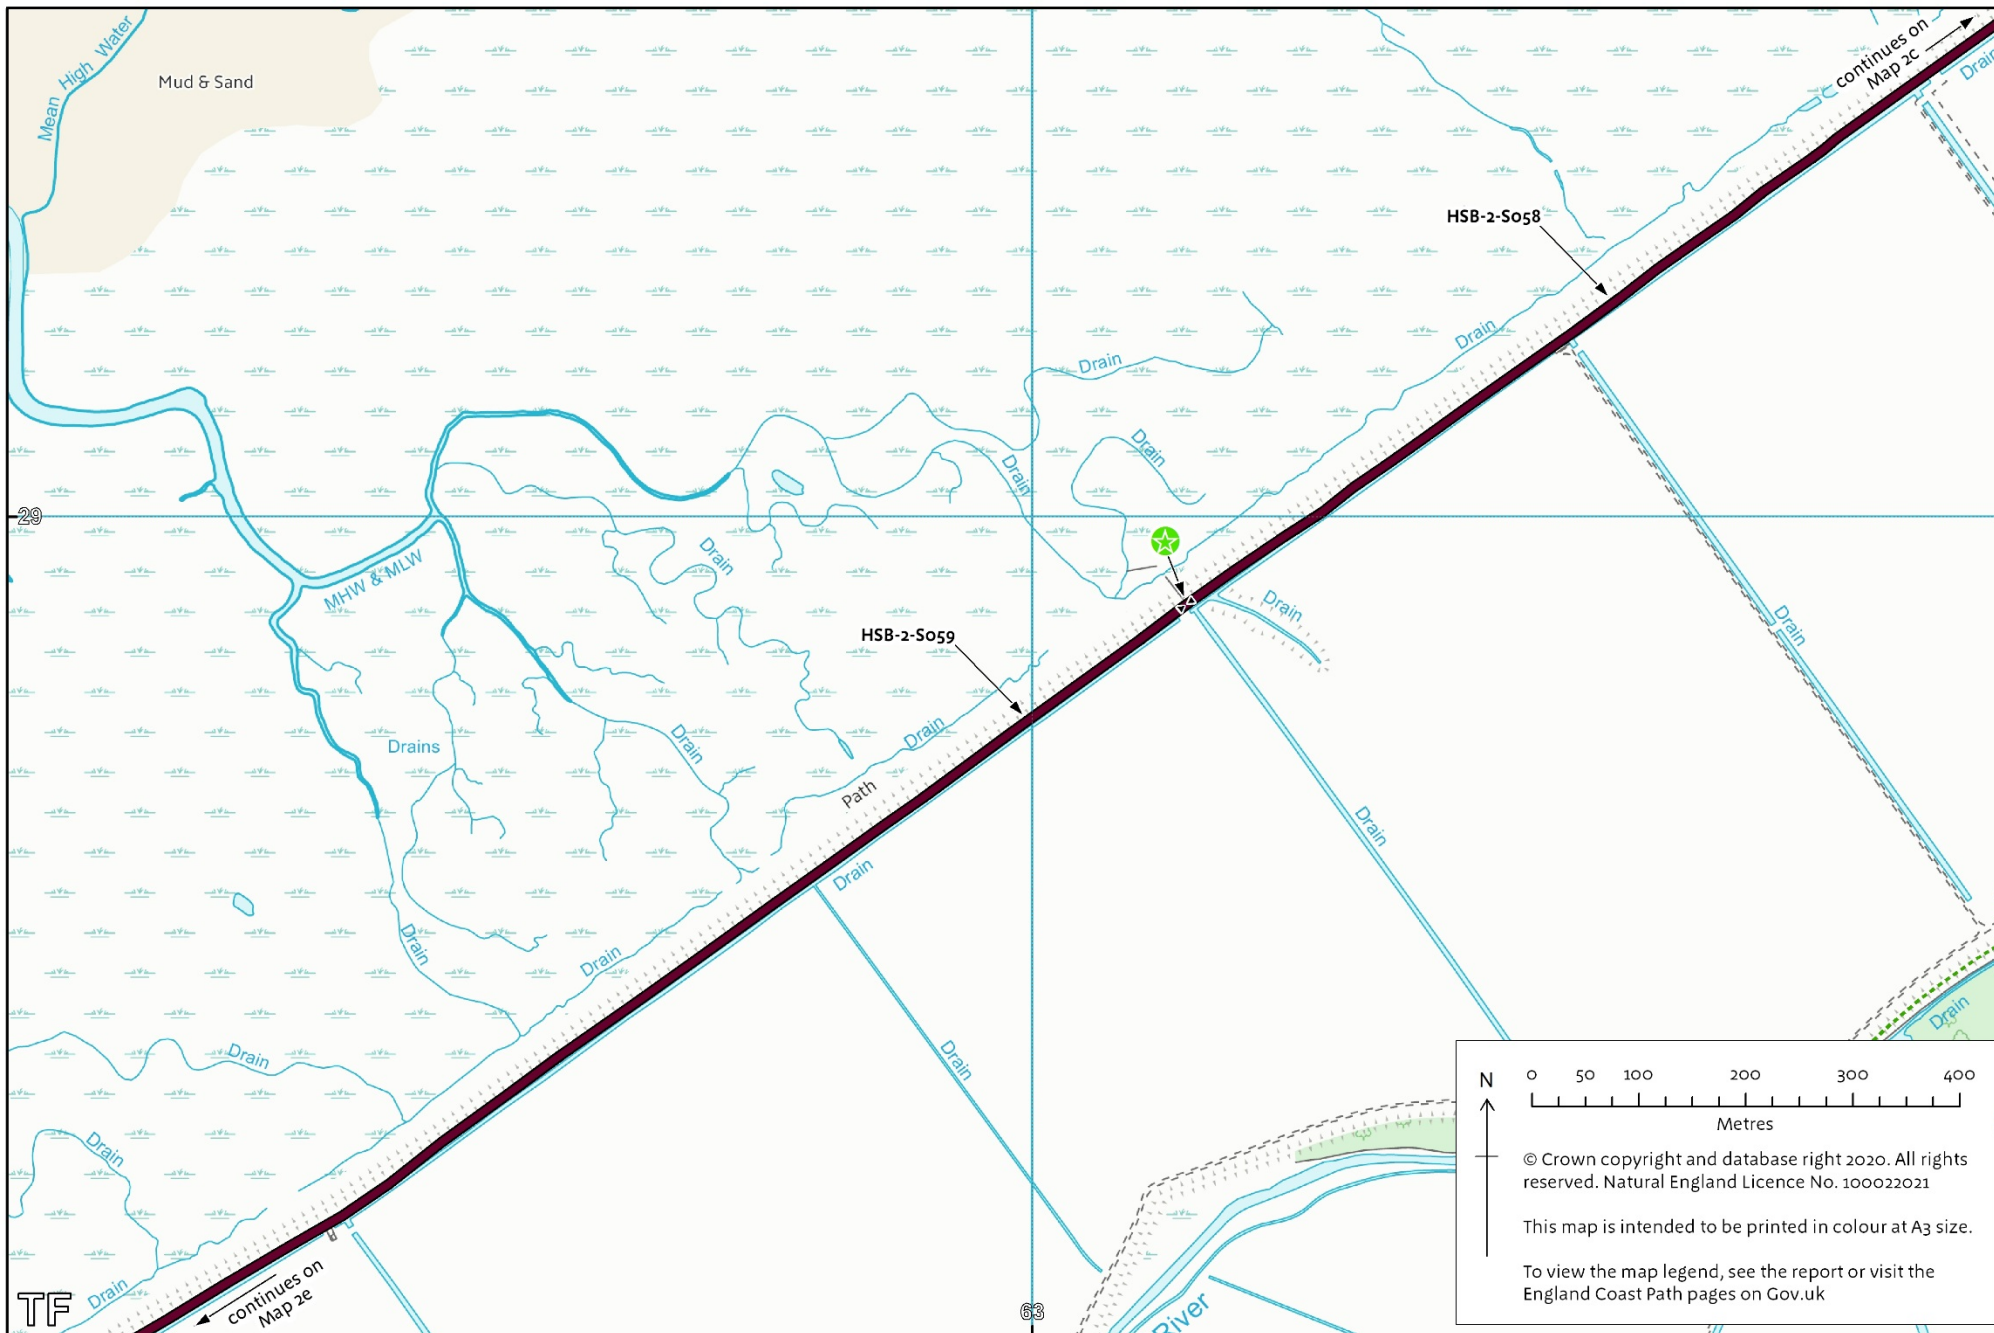 Mean High Water
Mud & Sand
continues on
Map 2c
Drain
HSB-2-S058
Drain
Drain
Drain
Drain
29
MHW & MLW
Drain
Drain
HSB-2-S059
Drain
Drains
Drain
Drain
Path
Drain
Drain
Drain
Drain
Drain
Drain
Drain
Drain
Drain
continues on
Map 2e
TF
63
River
N
0 50 100 200 300 400
Metres
© Crown copyright and database right 2020. All rights
reserved. Natural England Licence No. 100022021
This map is intended to be printed in colour at A3 size.
To view the map legend, see the report or visit the
England Coast Path pages on Gov.uk